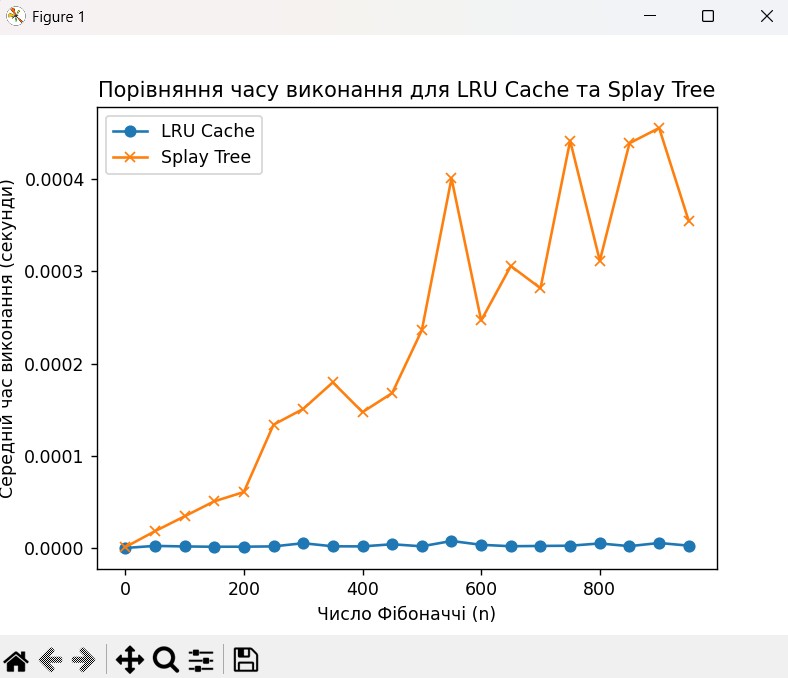 Figure 1
Порівняння часу виконання для LRU Cache та Splay Tree
LRU Cache
Splay Tree
Середній час виконання (секунди)
0.0004
0.0003
0.0002
0.0001
0.0000
0 200 400 600 800
Число Фібоначчі (n)